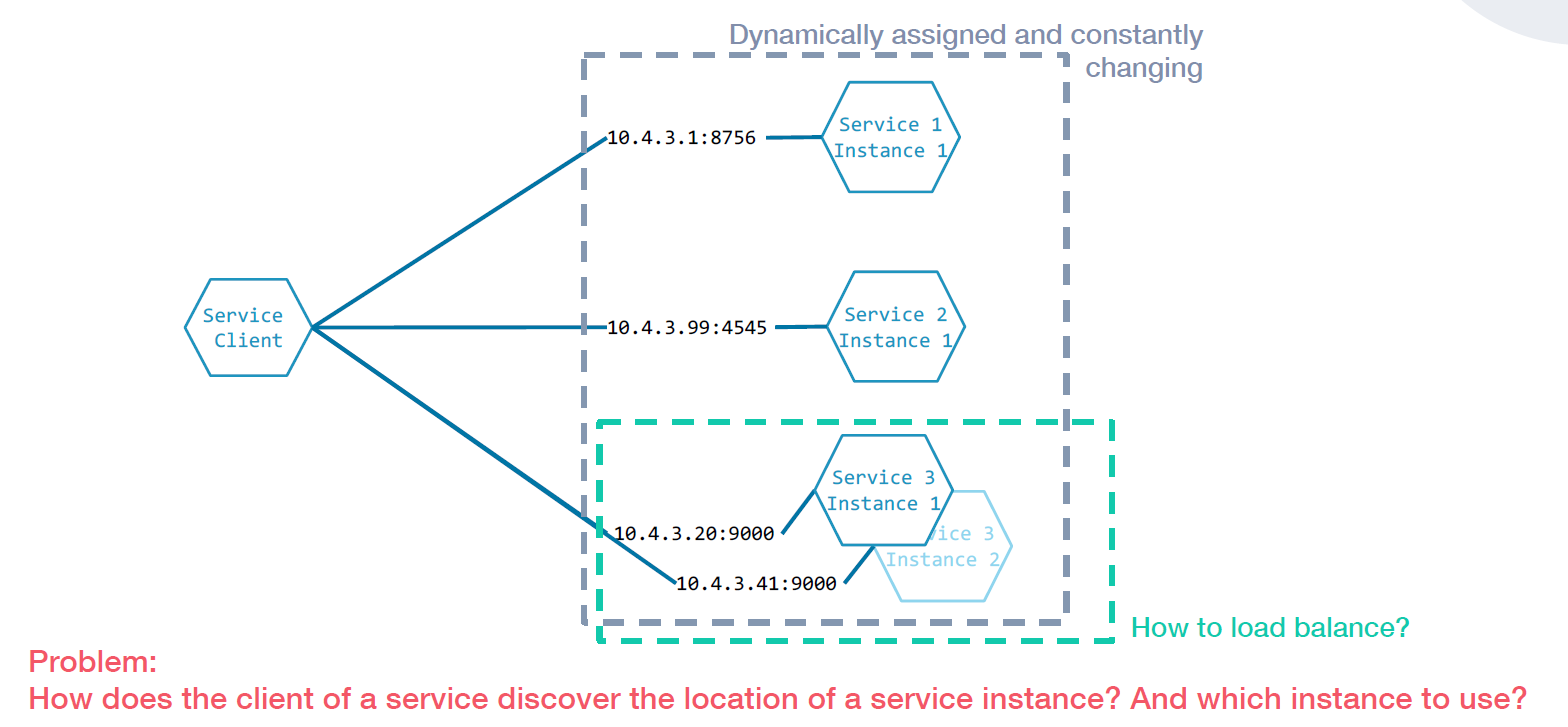 Dynamically assigned and constantly
changing
10.4.3.1:8756
Service 1
Instance 1
Service
Client
10.4.3.99:4545
Service 2
Instance 1
10.4.3.20:9000
Service 3
Instance 1
vice 3
Instance 2
10.4.3.41:9000
How to load balance?
Problem:
How does the client of a service discover the location of a service instance? And which instance to use?